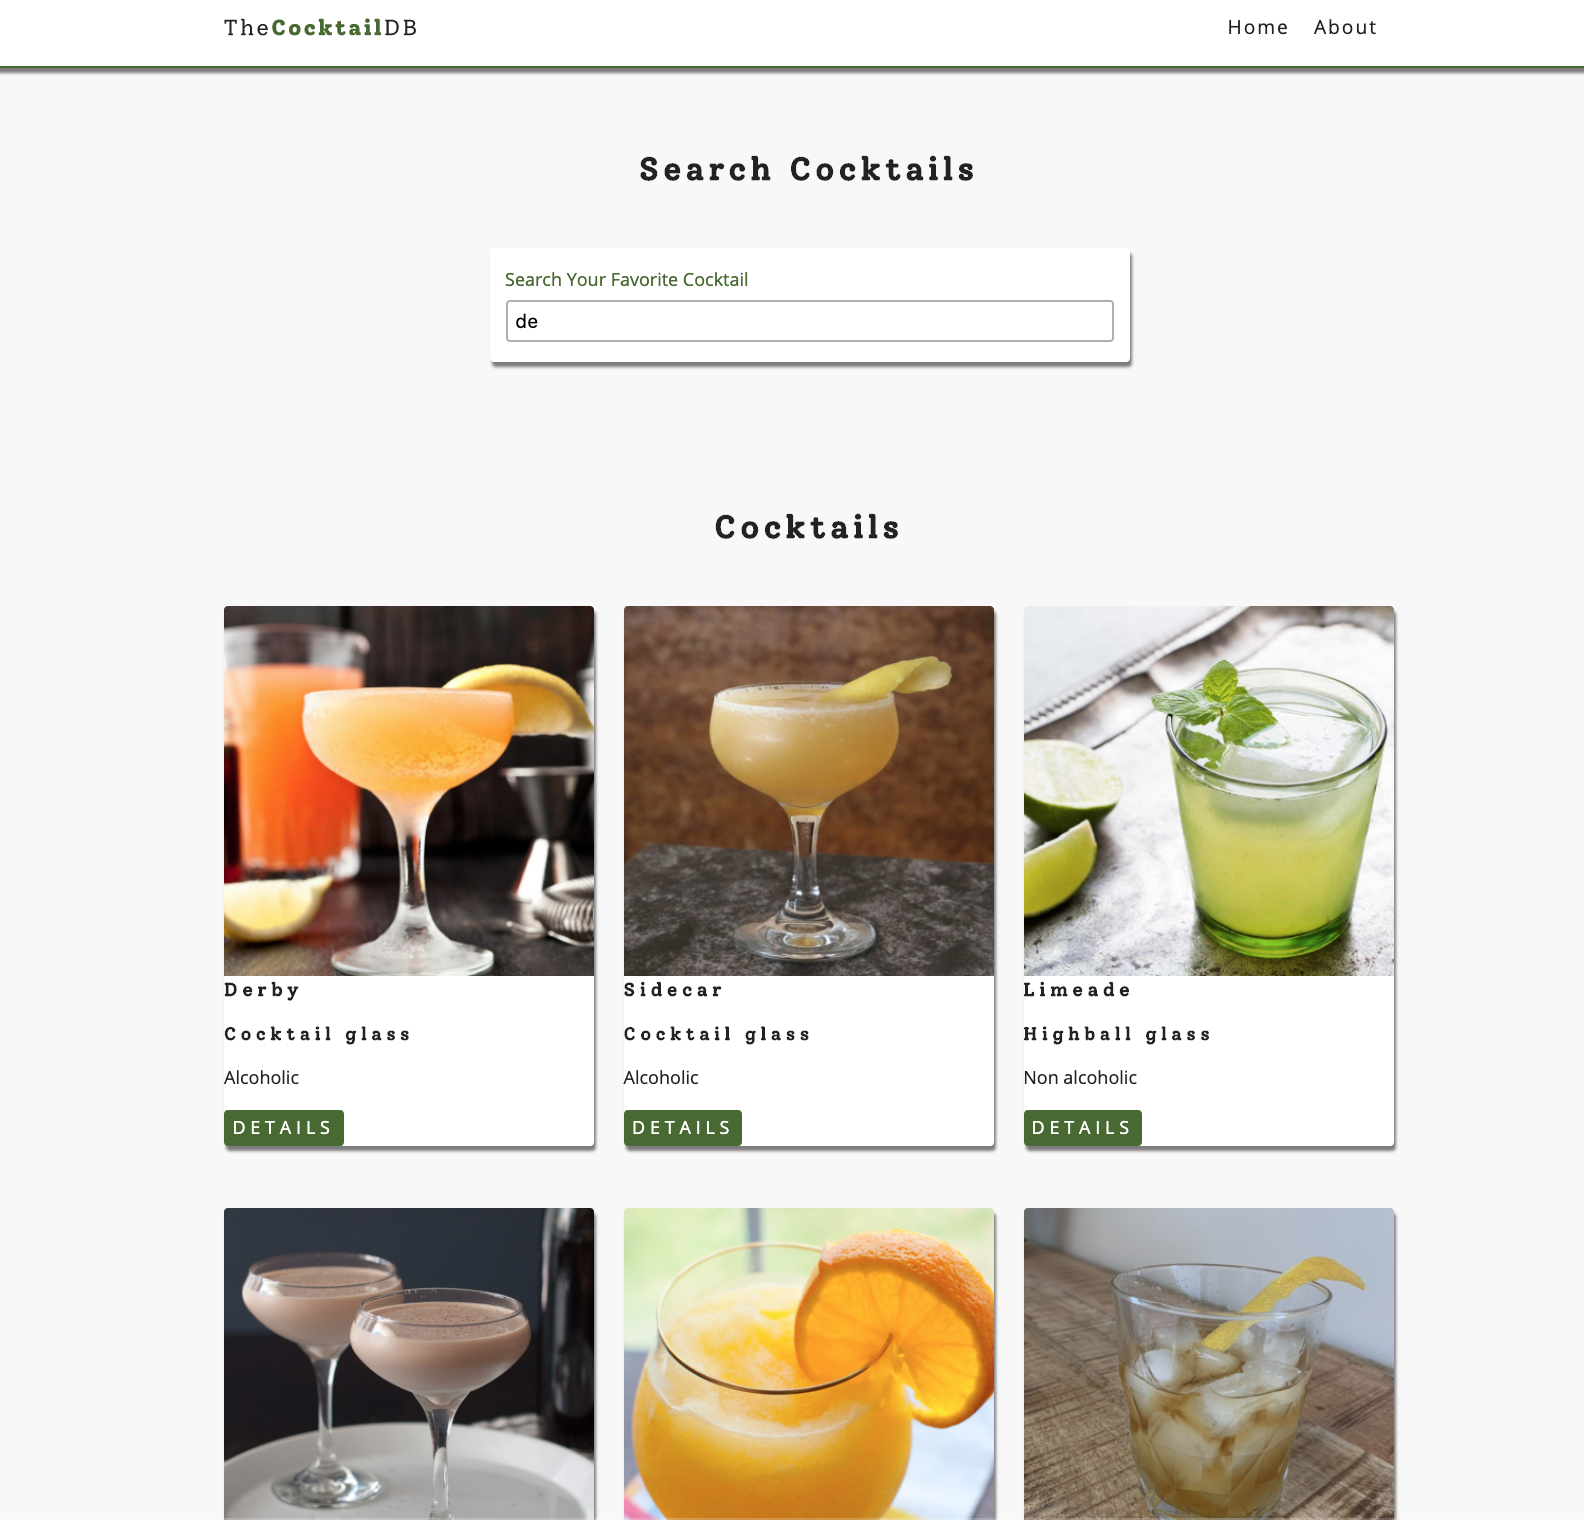 TheCocktailDB
Home About
Search Cocktails
Search Your Favorite Cocktail
de
Cocktails
Derby
Cocktail glass
Alcoholic
DETAILS
Sidecar
Cocktail glass
Alcoholic
DETAILS
Limeade
Highball glass
Non alcoholic
DETAILS